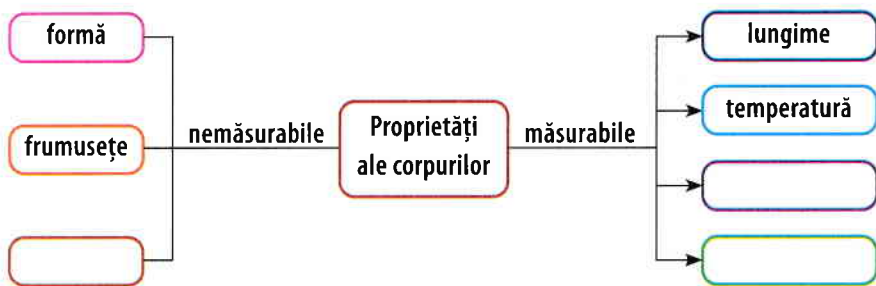 formă
frumusețe
nemăsurabile
Proprietăți
ale corpurilor
măsurabile
lungime
temperatură